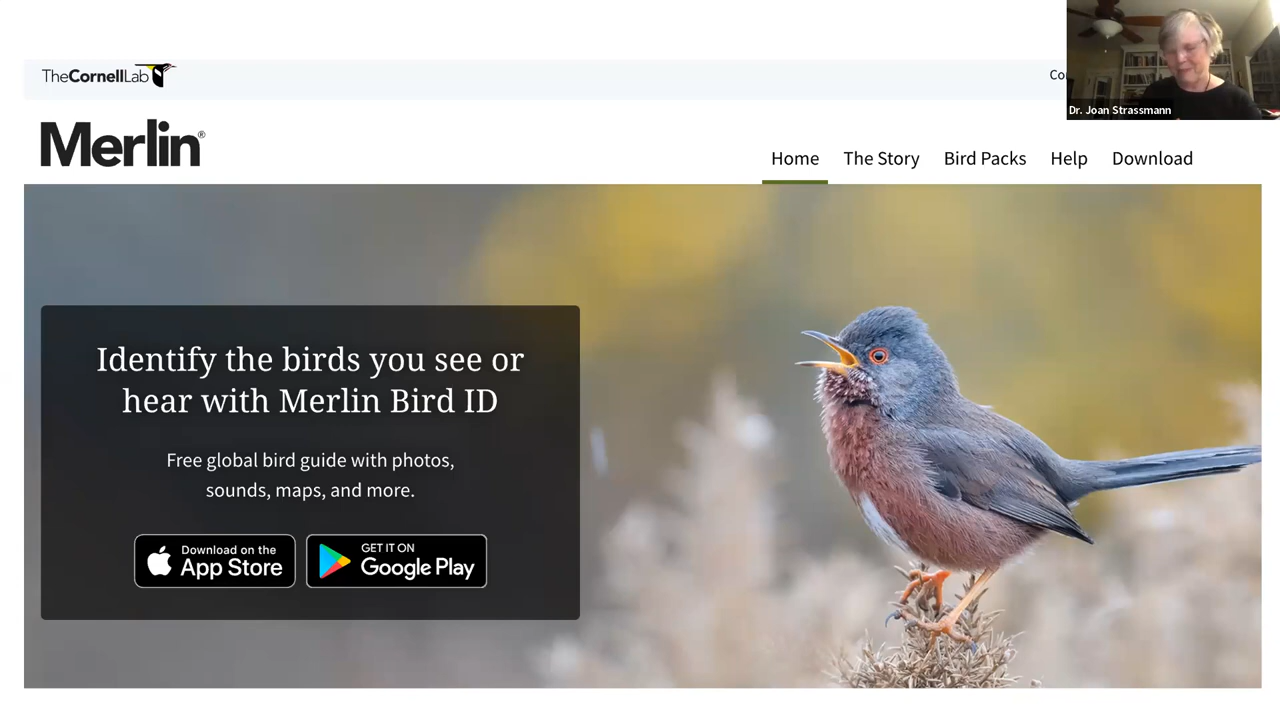 TheCornellLab
Dr. Joan Strassmann
Merlin®
Home The Story Bird Packs Help Download
Identify the birds you see or
hear with Merlin Bird ID
Free global bird guide with photos,
sounds, maps, and more.
Download on the
App Store
GET IT ON
Google Play